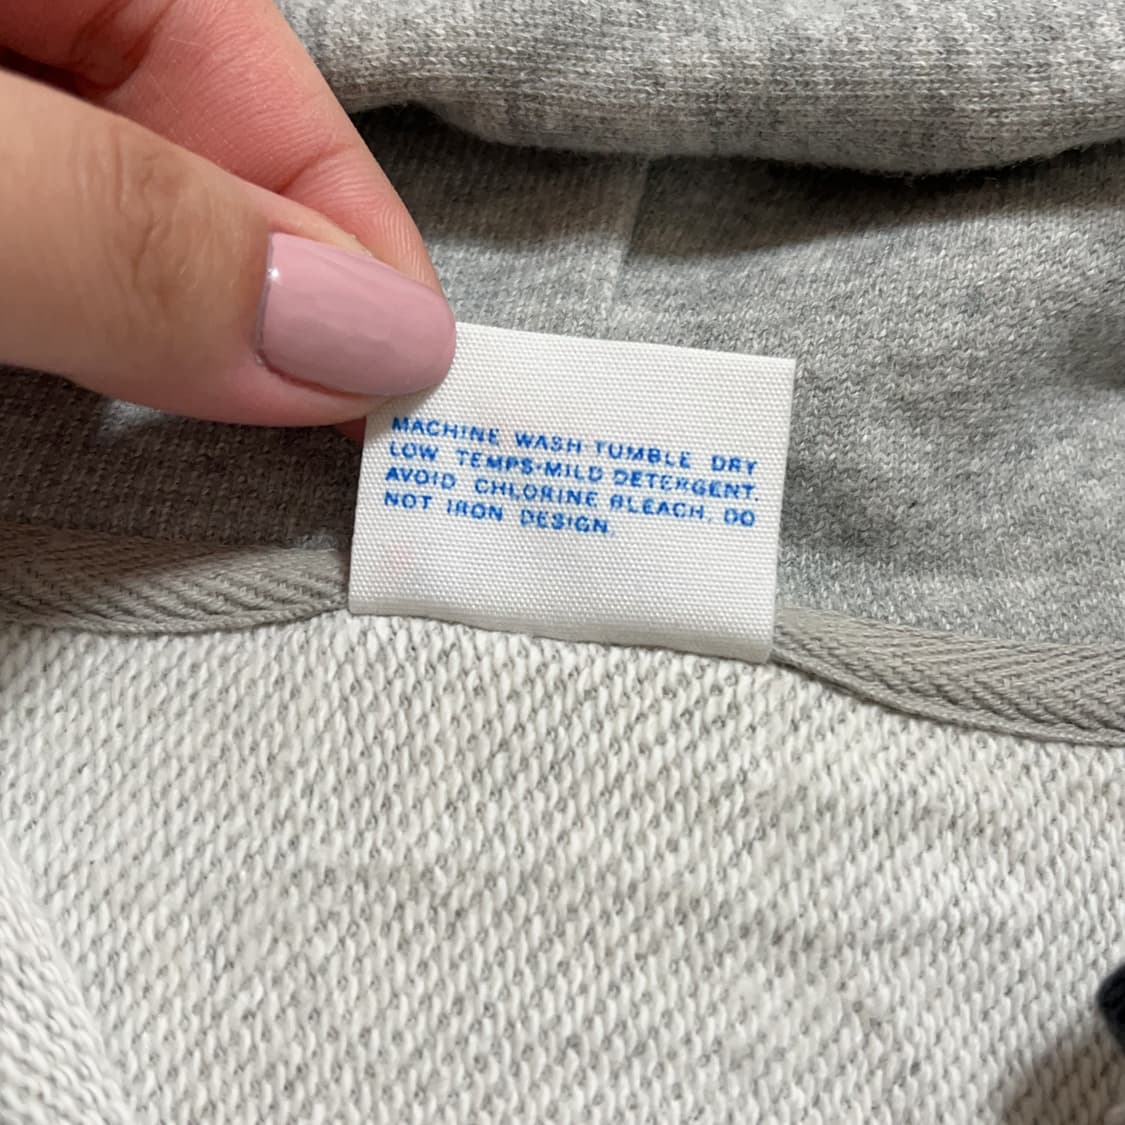 MACHINE WASH-TUMBLE DRY
LOW TEMPS-MILD DETERGENT.
AVOID CHLORINE BLEACH. DO
NOT IRON DESIGN.